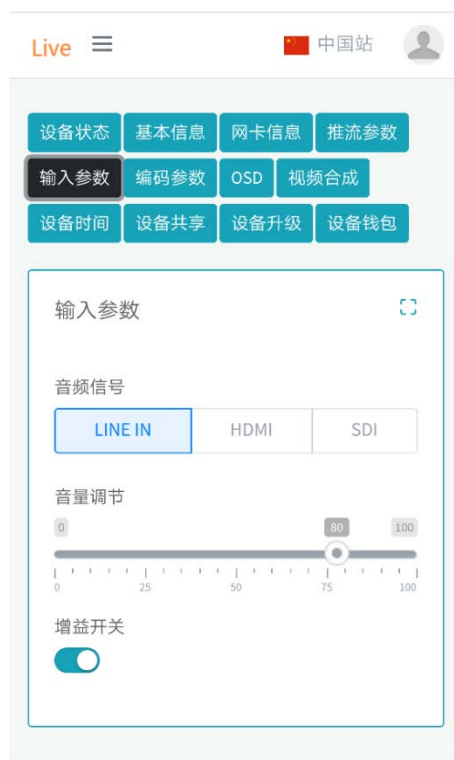 Live 中国站
设备状态 基本信息 网卡信息 推流参数
输入参数 编码参数 OSD 视频合成
设备时间 设备共享 设备升级 设备钱包
输入参数
音频信号
LINE IN HDMI SDI
音量调节
0 80 100
0 25 50 75 100
增益开关